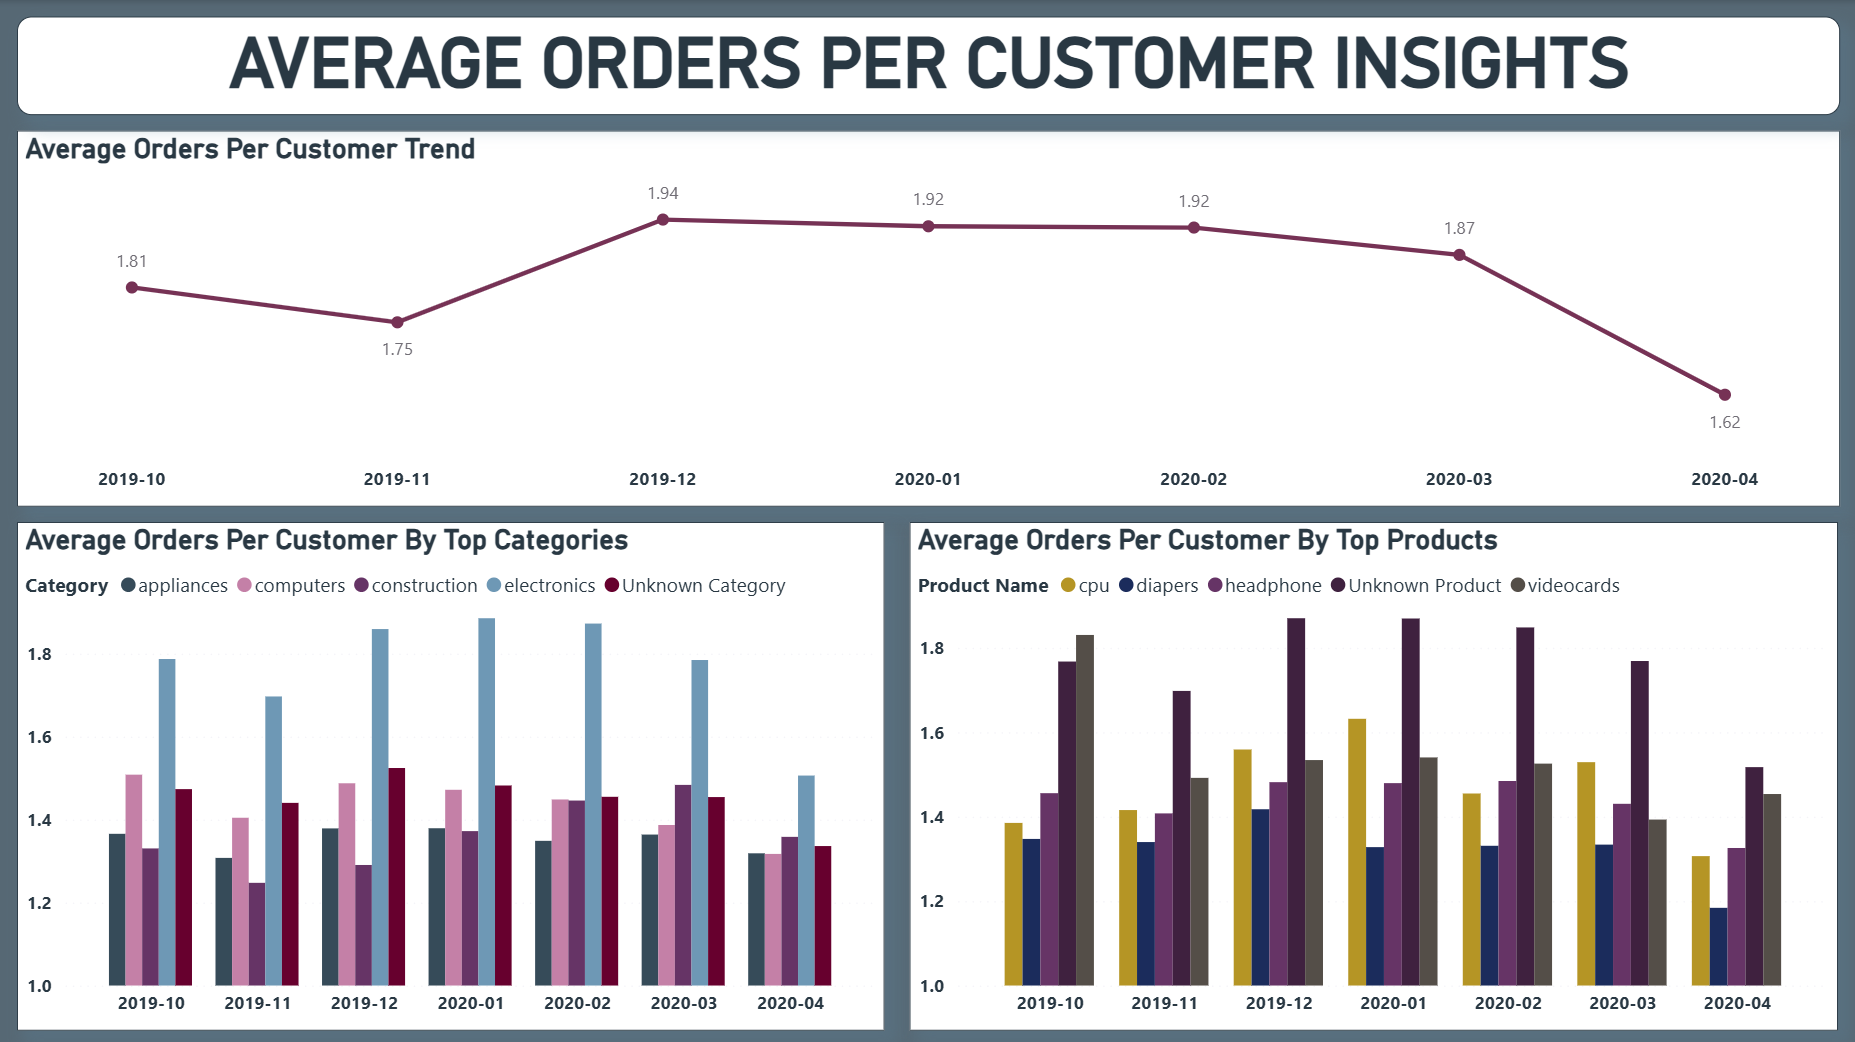 AVERAGE ORDERS PER CUSTOMER INSIGHTS
Average Orders Per Customer Trend
1.81
1.75
1.94
1.92
1.92
1.87
1.62
2019-10 2019-11 2019-12 2020-01 2020-02 2020-03 2020-04
Average Orders Per Customer By Top Categories
Category appliances computers construction electronics Unknown Category
1.8
1.6
1.4
1.2
1.0
2019-10 2019-11 2019-12 2020-01 2020-02 2020-03 2020-04
Average Orders Per Customer By Top Products
Product Name cpu diapers headphone Unknown Product videocards
1.8
1.6
1.4
1.2
1.0
2019-10 2019-11 2019-12 2020-01 2020-02 2020-03 2020-04